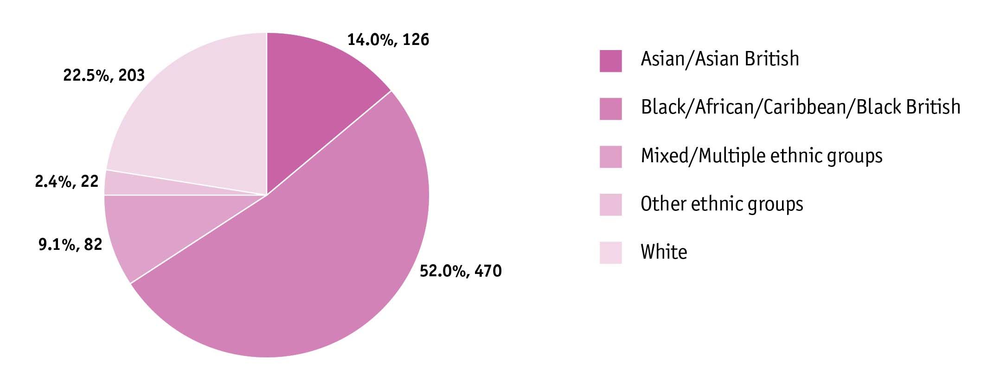 14.0%, 126
22.5%, 203
2.4%, 22
9.1%, 82
52.0%, 470
Asian/Asian British
Black/African/Caribbean/Black British
Mixed/Multiple ethnic groups
Other ethnic groups
White